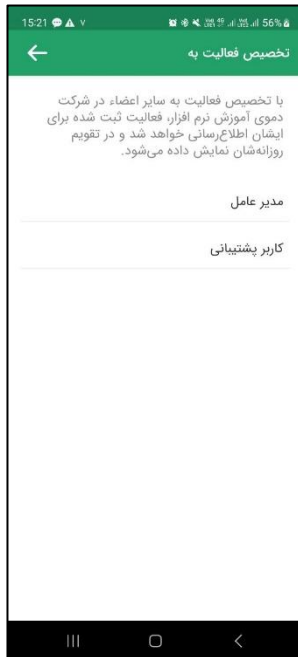 15:21
56%
تخصیص فعالیت به
با تخصیص فعالیت به سایر اعضاء در شرکت
دموی آموزش نرم افزار، فعالیت ثبت شده برای
ایشان اطلاع‌رسانی خواهد شد و در تقویم
روزانه‌شان نمایش داده می‌شود.
مدیر عامل
کاربر پشتیبانی